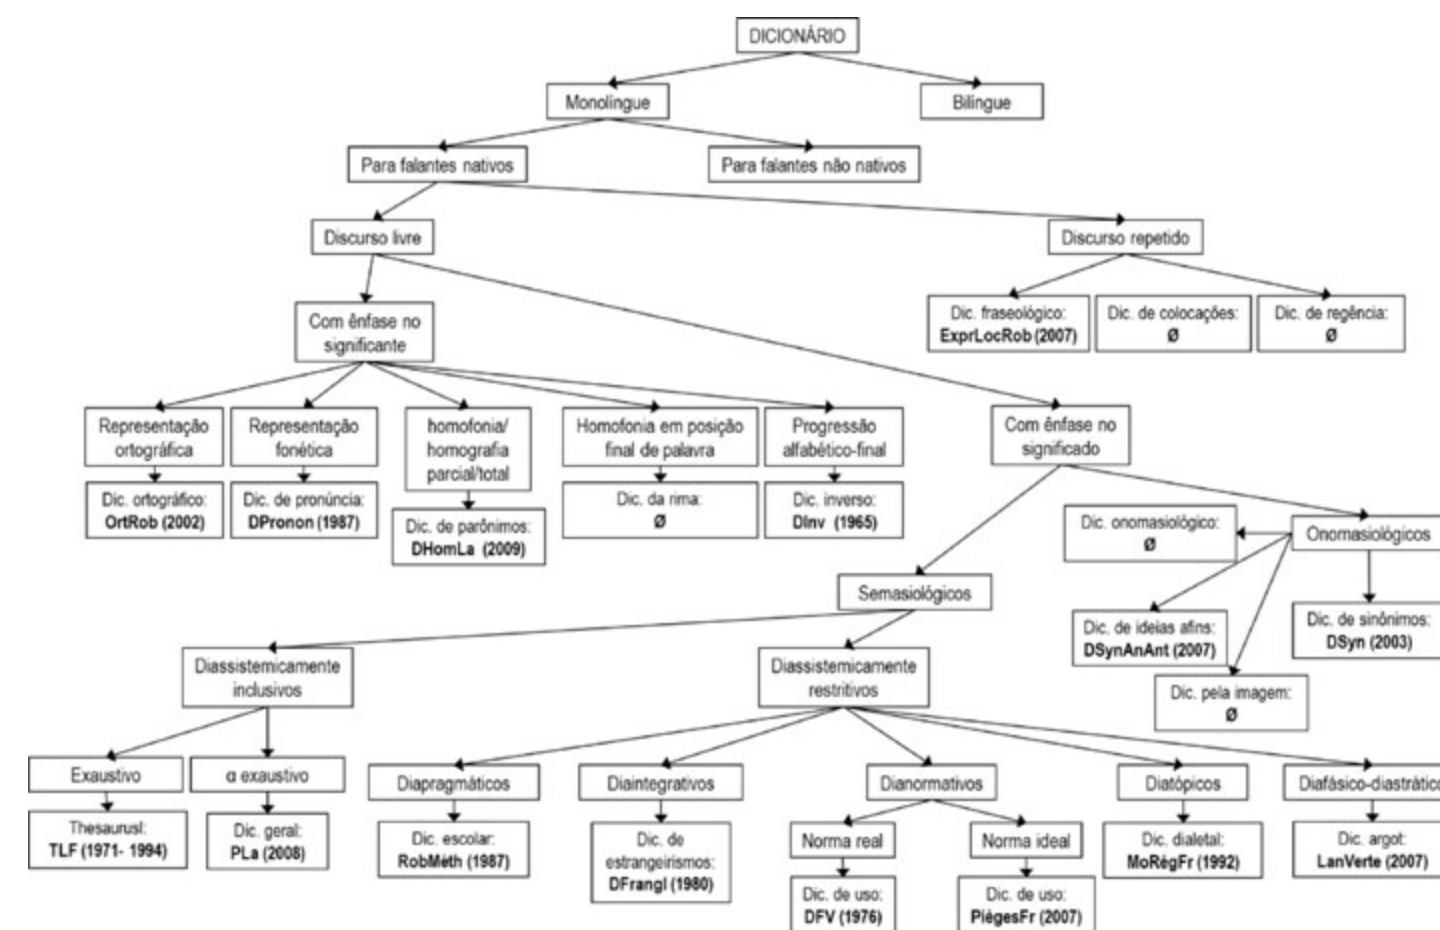 DICIONÁRIO
Monolíngue
Bilíngue
Para falantes nativos
Para falantes não nativos
Discurso livre
Discurso repetido
Dic. fraseológico:
ExprLocRob (2007)
Dic. de colocações:
Ø
Dic. de regência:
Ø
Com ênfase no
significante
Representação
ortográfica
Representação
fonética
homofonia/
homografia
parcial/total
Homofonia em posição
final de palavra
Progressão
alfabético-final
Com ênfase no
significado
Dic. ortográfico:
OrtRob (2002)
Dic. de pronúncia:
DPronon (1987)
Dic. de parônimos:
DHomLa (2009)
Dic. da rima:
Ø
Dic. inverso:
DInv (1965)
Dic. onomasiológico:
Ø
Onomasiológicos
Semasiológicos
Dic. de ideias afins:
DSynAnAnt (2007)
Dic. de sinônimos:
DSyn (2003)
Dic. pela imagem:
Ø
Diassistemicamente
inclusivos
Diassistemicamente
restritivos
Exaustivo
α exaustivo
Diapragmáticos
Diaintegrativos
Dianormativos
Diatópicos
Diafásico-diastrático
Thesaurusl:
TLF (1971- 1994)
Dic. geral:
PLa (2008)
Dic. escolar:
RobMéth (1987)
Dic. de
estrangeirismos:
DFrangl (1980)
Norma real
Norma ideal
Dic. dialetal:
MoRégFr (1992)
Dic. argot:
LanVerte (2007)
Dic. de uso:
DFV (1976)
Dic. de uso:
PiègesFr (2007)